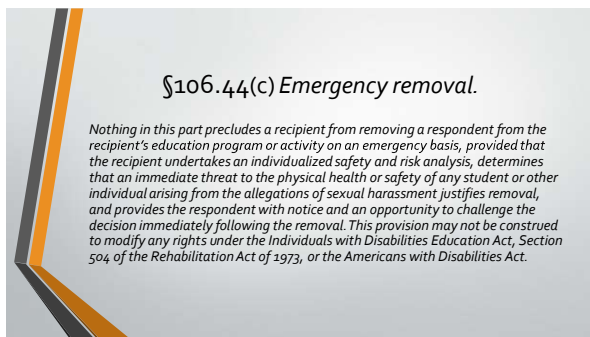 §106.44(c) Emergency removal.
Nothing in this part precludes a recipient from removing a respondent from the
recipient's education program or activity on an emergency basis, provided that
the recipient undertakes an individualized safety and risk analysis, determines
that an immediate threat to the physical health or safety of any student or other
individual arising from the allegations of sexual harassment justifies removal,
and provides the respondent with notice and an opportunity to challenge the
decision immediately following the removal. This provision may not be construed
to modify any rights under the Individuals with Disabilities Education Act, Section
504 of the Rehabilitation Act of 1973, or the Americans with Disabilities Act.